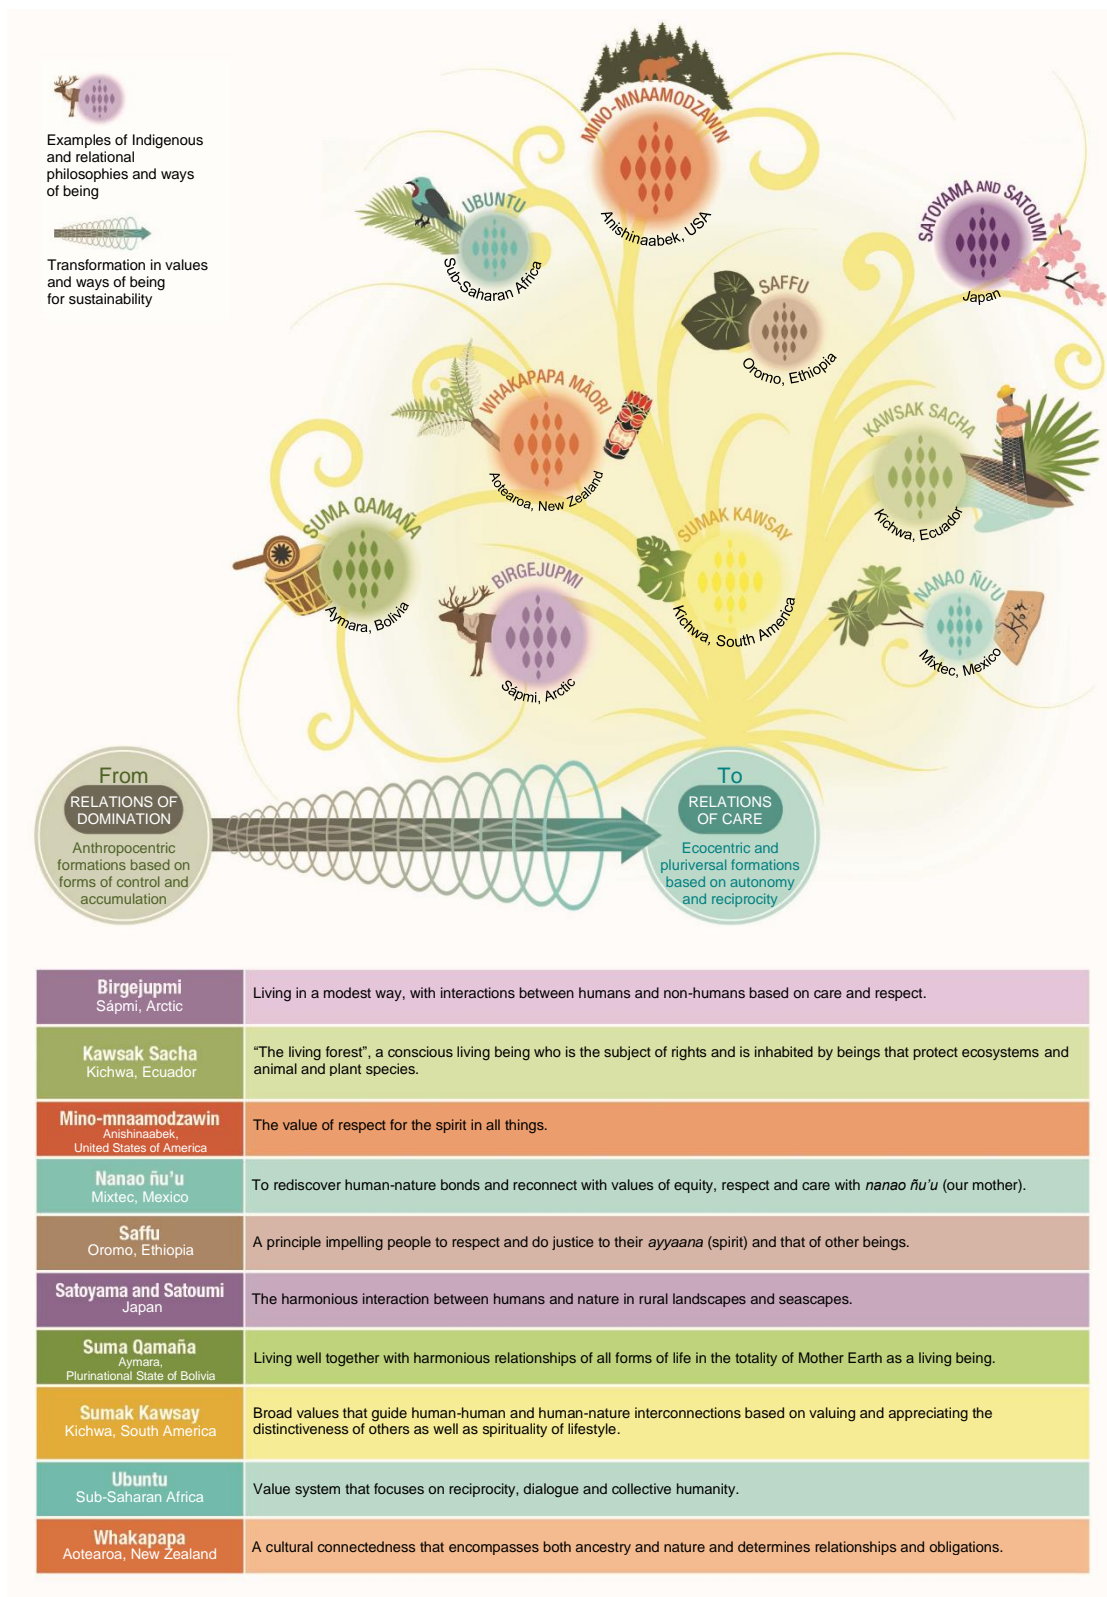 Examples of Indigenous
and relational
philosophies and ways
of being
Transformation in values
and ways of being
for sustainability
MINO-MNAAMODZAWIN
Anishinaabek, USA
UBUNTU
Sub-Saharan Africa
SATOYAMA AND SATOUMI
Japan
SAFFU
Oromo, Ethiopia
WHAKAPAPA MĀORI
Aotearoa, New Zealand
KAWSAK SACHA
Kichwa, Ecuador
SUMA QAMAÑA
Aymara, Bolivia
SUMAK KAWSAY
Kichwa, South America
BIRGEJUPMI
Sápmi, Arctic
NANAO ÑU'U
Mixtec, Mexico
From
RELATIONS OF
DOMINATION
Anthropocentric
formations based on
forms of control and
accumulation
To
RELATIONS
OF CARE
Ecocentric and
pluriversal formations
based on autonomy
and reciprocity
Birgejupmi
Sápmi, Arctic
Living in a modest way, with interactions between humans and non-humans based on care and respect.
Kawsak Sacha
Kichwa, Ecuador
“The living forest”, a conscious living being who is the subject of rights and is inhabited by beings that protect ecosystems and
animal and plant species.
Mino-mnaamodzawin
Anishinaabek,
United States of America
The value of respect for the spirit in all things.
Nanao ñu’u
Mixtec, Mexico
To rediscover human-nature bonds and reconnect with values of equity, respect and care with nanao ñu’u (our mother).
Saffu
Oromo, Ethiopia
A principle impelling people to respect and do justice to their ayyaana (spirit) and that of other beings.
Satoyama and Satoumi
Japan
The harmonious interaction between humans and nature in rural landscapes and seascapes.
Suma Qamaña
Aymara,
Plurinational State of Bolivia
Living well together with harmonious relationships of all forms of life in the totality of Mother Earth as a living being.
Sumak Kawsay
Kichwa, South America
Broad values that guide human-human and human-nature interconnections based on valuing and appreciating the
distinctiveness of others as well as spirituality of lifestyle.
Ubuntu
Sub-Saharan Africa
Value system that focuses on reciprocity, dialogue and collective humanity.
Whakapapa
Aotearoa, New Zealand
A cultural connectedness that encompasses both ancestry and nature and determines relationships and obligations.